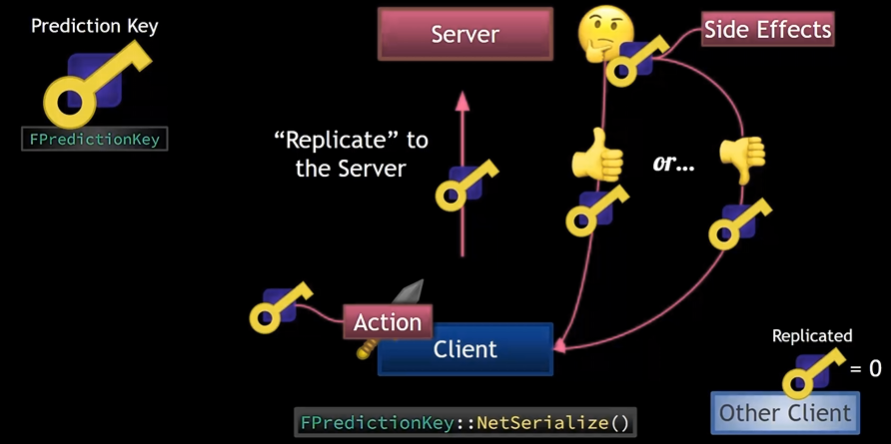 Prediction Key
FPredictionKey
Server
Side Effects
“Replicate” to
the Server
or...
Action
Client
Replicated
= 0
Other Client
FPredictionKey::NetSerialize()